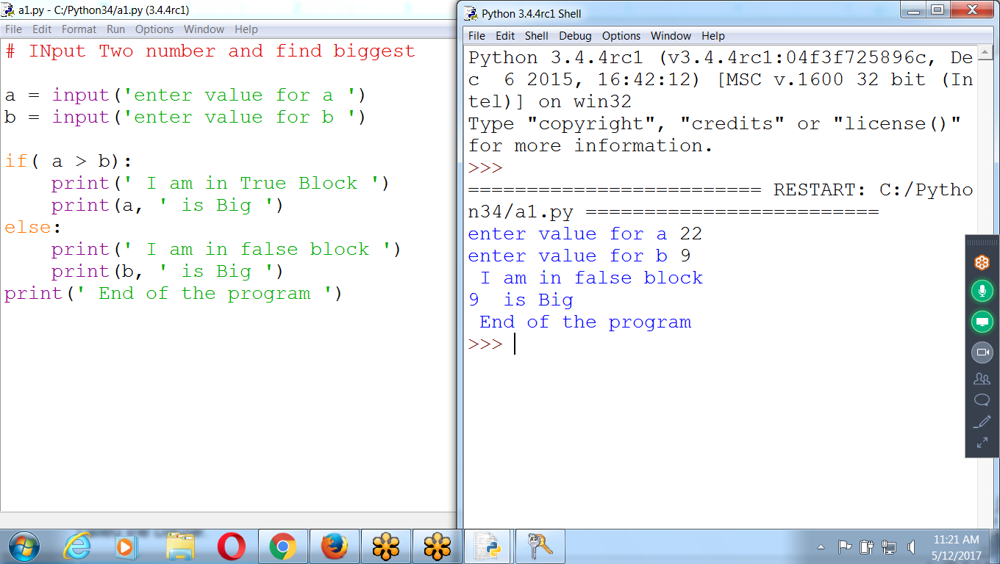 a1.py - C:/Python34/a1.py (3.4.4rc1)
File Edit Format Run Options Window Help
# INput Two number and find biggest
a = input('enter value for a ')
b = input('enter value for b ')
if( a > b):
    print(' I am in True Block ')
    print(a, ' is Big ')
else:
    print(' I am in false block ')
    print(b, ' is Big ')
print(' End of the program ')
Python 3.4.4rc1 Shell
File Edit Shell Debug Options Window Help
Python 3.4.4rc1 (v3.4.4rc1:04f3f725896c, De
c  6 2015, 16:42:12) [MSC v.1600 32 bit (In
tel)] on win32
Type "copyright", "credits" or "license()"
for more information.
>>>
========================= RESTART: C:/Pytho
n34/a1.py =========================
enter value for a 22
enter value for b 9
 I am in false block
9  is Big
 End of the program
>>>
11:21 AM
5/12/2017